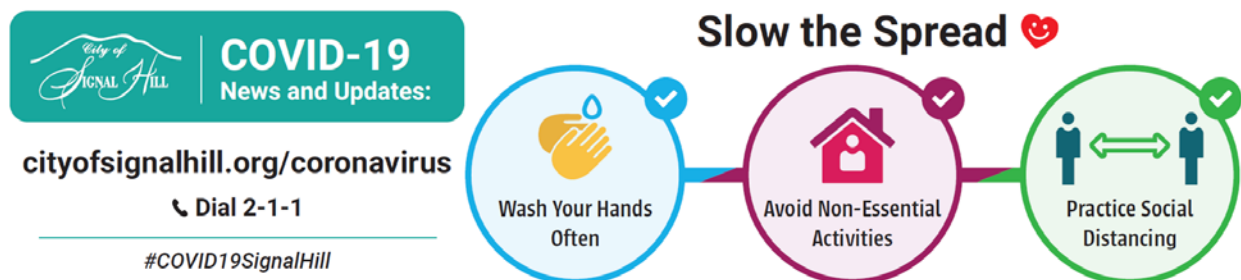 City of
SIGNAL HILL
COVID-19
News and Updates:
cityofsignalhill.org/coronavirus
Dial 2-1-1
#COVID19SignalHill
Slow the Spread
Wash Your Hands
Often
Avoid Non-Essential
Activities
Practice Social
Distancing